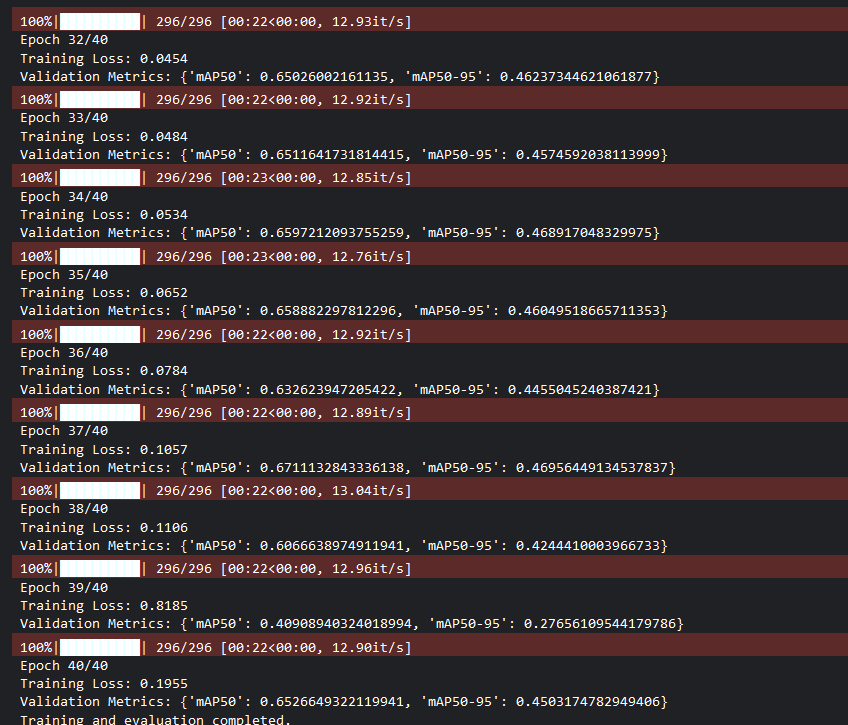 100%|██████████| 296/296 [00:22<00:00, 12.93it/s]
Epoch 32/40
Training Loss: 0.0454
Validation Metrics: {'mAP50': 0.65026002161135, 'mAP50-95': 0.46237344621061877}
100%|██████████| 296/296 [00:22<00:00, 12.92it/s]
Epoch 33/40
Training Loss: 0.0484
Validation Metrics: {'mAP50': 0.6511641731814415, 'mAP50-95': 0.4574592038113999}
100%|██████████| 296/296 [00:23<00:00, 12.85it/s]
Epoch 34/40
Training Loss: 0.0534
Validation Metrics: {'mAP50': 0.6597212093755259, 'mAP50-95': 0.468917048329975}
100%|██████████| 296/296 [00:23<00:00, 12.76it/s]
Epoch 35/40
Training Loss: 0.0652
Validation Metrics: {'mAP50': 0.658882297812296, 'mAP50-95': 0.46049518665711353}
100%|██████████| 296/296 [00:22<00:00, 12.92it/s]
Epoch 36/40
Training Loss: 0.0784
Validation Metrics: {'mAP50': 0.632623947205422, 'mAP50-95': 0.4455045240387421}
100%|██████████| 296/296 [00:22<00:00, 12.89it/s]
Epoch 37/40
Training Loss: 0.1057
Validation Metrics: {'mAP50': 0.6711132843336138, 'mAP50-95': 0.46956449134537837}
100%|██████████| 296/296 [00:22<00:00, 13.04it/s]
Epoch 38/40
Training Loss: 0.1106
Validation Metrics: {'mAP50': 0.6066638974911941, 'mAP50-95': 0.4244410003966733}
100%|██████████| 296/296 [00:22<00:00, 12.96it/s]
Epoch 39/40
Training Loss: 0.8185
Validation Metrics: {'mAP50': 0.40908940324018994, 'mAP50-95': 0.27656109544179786}
100%|██████████| 296/296 [00:22<00:00, 12.90it/s]
Epoch 40/40
Training Loss: 0.1955
Validation Metrics: {'mAP50': 0.6526649322119941, 'mAP50-95': 0.4503174782949406}
Training and evaluation completed.